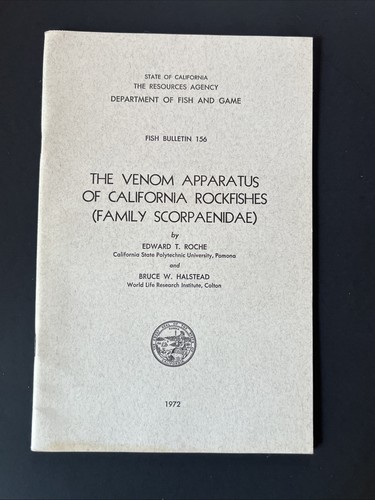 STATE OF CALIFORNIA
THE RESOURCES AGENCY
DEPARTMENT OF FISH AND GAME
FISH BULLETIN 156
THE VENOM APPARATUS
OF CALIFORNIA ROCKFISHES
(FAMILY SCORPAENIDAE)
by
EDWARD T. ROCHE
California State Polytechnic University, Pomona
and
BRUCE W. HALSTEAD
World Life Research Institute, Colton
1972